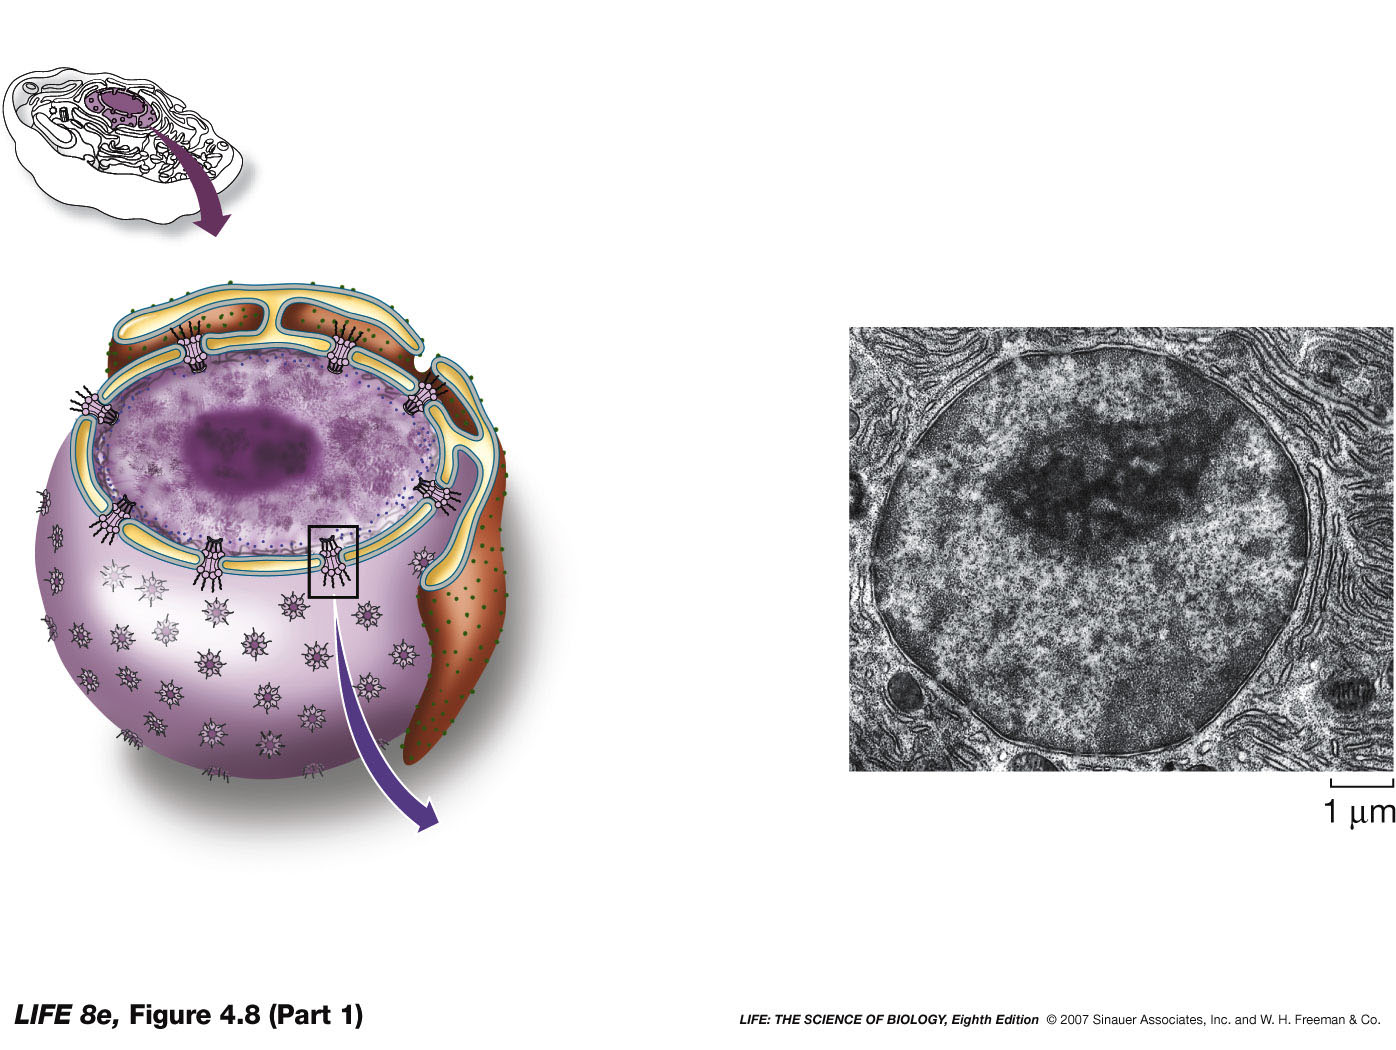 1 μm
LIFE 8e, Figure 4.8 (Part 1)
LIFE: THE SCIENCE OF BIOLOGY, Eighth Edition © 2007 Sinauer Associates, Inc. and W. H. Freeman & Co.